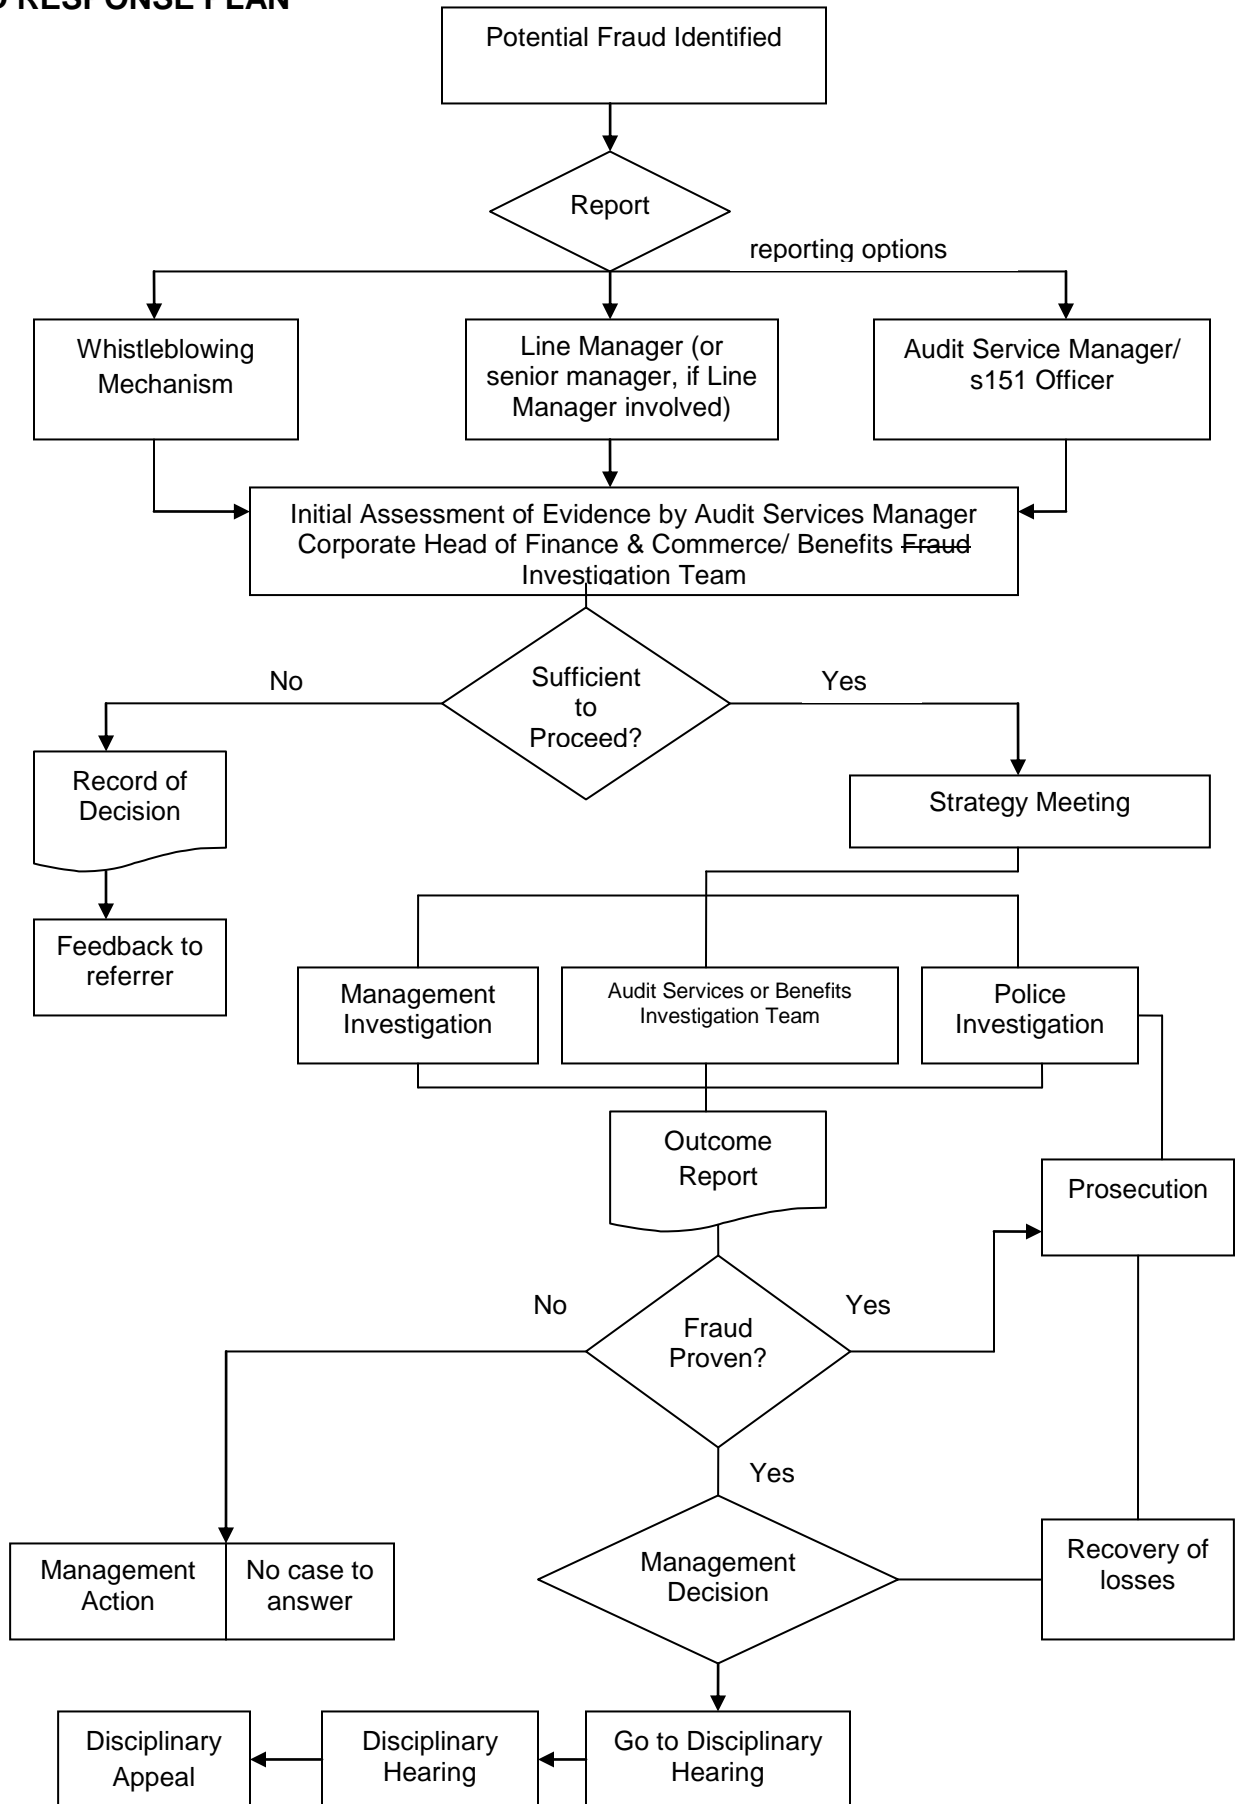 RESPONSE PLAN
Potential Fraud Identified
Report
reporting options
Whistleblowing
Mechanism
Line Manager (or
senior manager, if Line
Manager involved)
Audit Service Manager/
s151 Officer
Initial Assessment of Evidence by Audit Services Manager
Corporate Head of Finance & Commerce/ Benefits Fraud
Investigation Team
No
Sufficient
to
Proceed?
Yes
Record of
Decision
Strategy Meeting
Feedback to
referrer
Management
Investigation
Audit Services or Benefits
Investigation Team
Police
Investigation
Outcome
Report
Prosecution
No
Fraud
Proven?
Yes
Yes
Management
Action
No case to
answer
Management
Decision
Recovery of
losses
Disciplinary
Appeal
Disciplinary
Hearing
Go to Disciplinary
Hearing